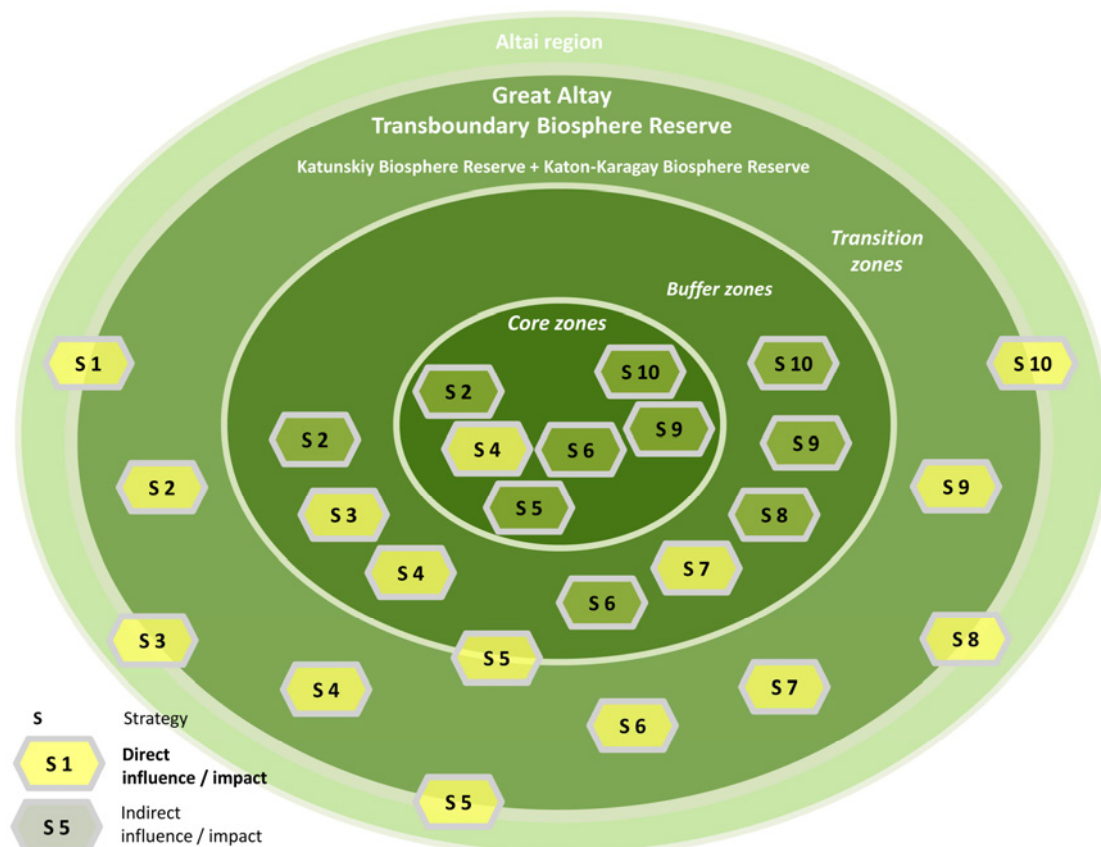 Altai region
Great Altay
Transboundary Biosphere Reserve
Katunskiy Biosphere Reserve + Katon-Karagay Biosphere Reserve
Transition
zones
Buffer zones
Core zones
S 1
S 10
S 10
S 10
S 2
S 9
S 2
S 4
S 6
S 9
S 2
S 9
S 5
S 3
S 8
S 4
S 7
S 6
S 3
S 8
S 5
S 4
S 7
S 6
S 5
S Strategy
S 1 Direct
influence / impact
S 5 Indirect
influence / impact